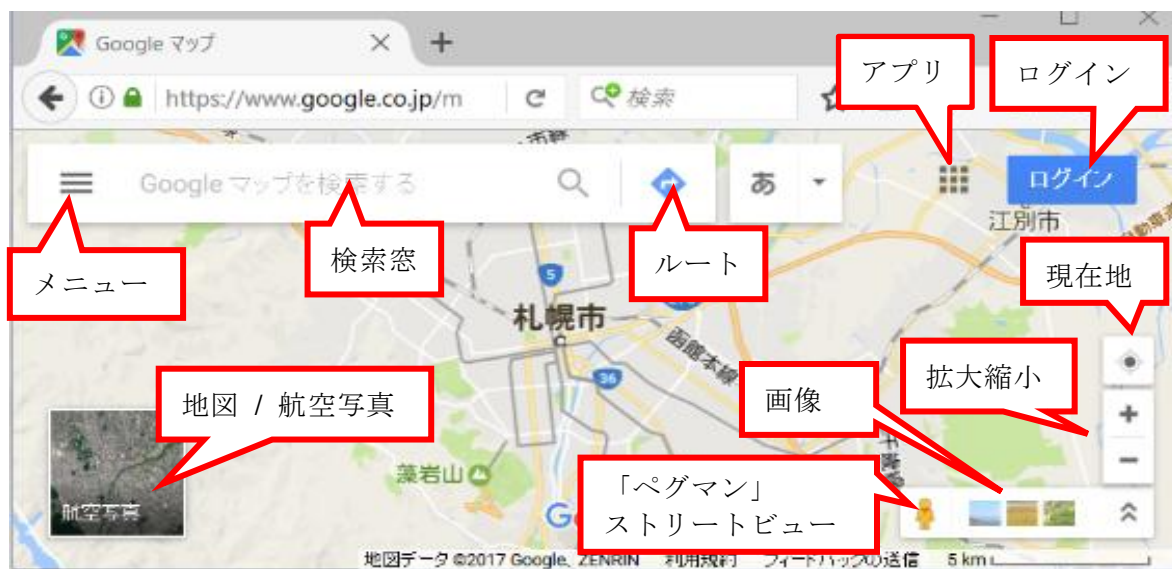 Google マップ
https://www.google.co.jp/m
検索
アプリ
ログイン
Google マップを検索する
あ
ログイン
江別市
メニュー
検索窓
ルート
現在地
5
札幌市
函館本線
36
拡大縮小
画像
地図 / 航空写真
藻岩山
千歳線
「ペグマン」
ストリートビュー
航空写真
地図データ ©2017 Google, ZENRIN 利用規約 フィードバックの送信 5 km